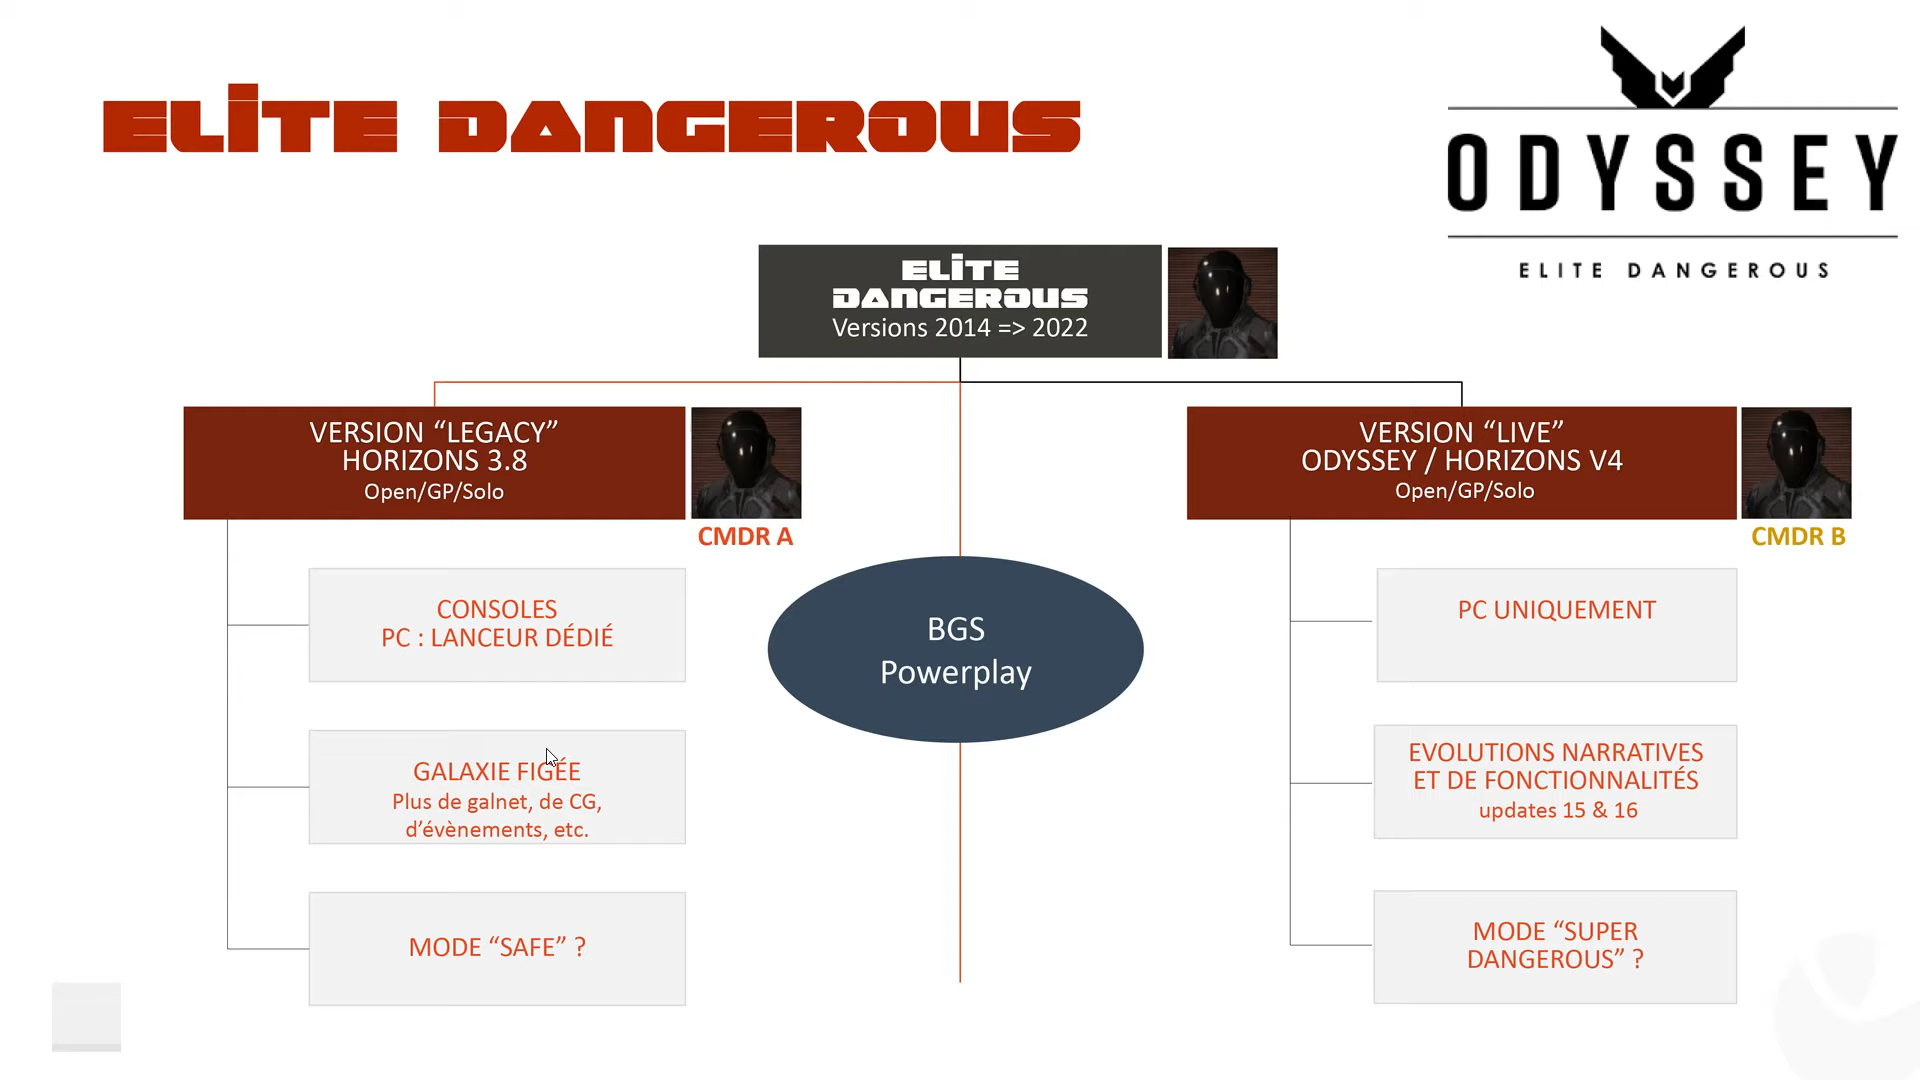 ELITE DANGEROUS
ODYSSEY
ELITE DANGEROUS
ELITE
DANGEROUS
Versions 2014 => 2022
VERSION “LEGACY”
HORIZONS 3.8
Open/GP/Solo
CMDR A
VERSION “LIVE”
ODYSSEY / HORIZONS V4
Open/GP/Solo
CMDR B
CONSOLES
PC : LANCEUR DÉDIÉ
GALAXIE FIGÉE
Plus de galnet, de CG,
d’évènements, etc.
MODE “SAFE” ?
BGS
Powerplay
PC UNIQUEMENT
EVOLUTIONS NARRATIVES
ET DE FONCTIONNALITÉS
updates 15 & 16
MODE “SUPER
DANGEROUS” ?